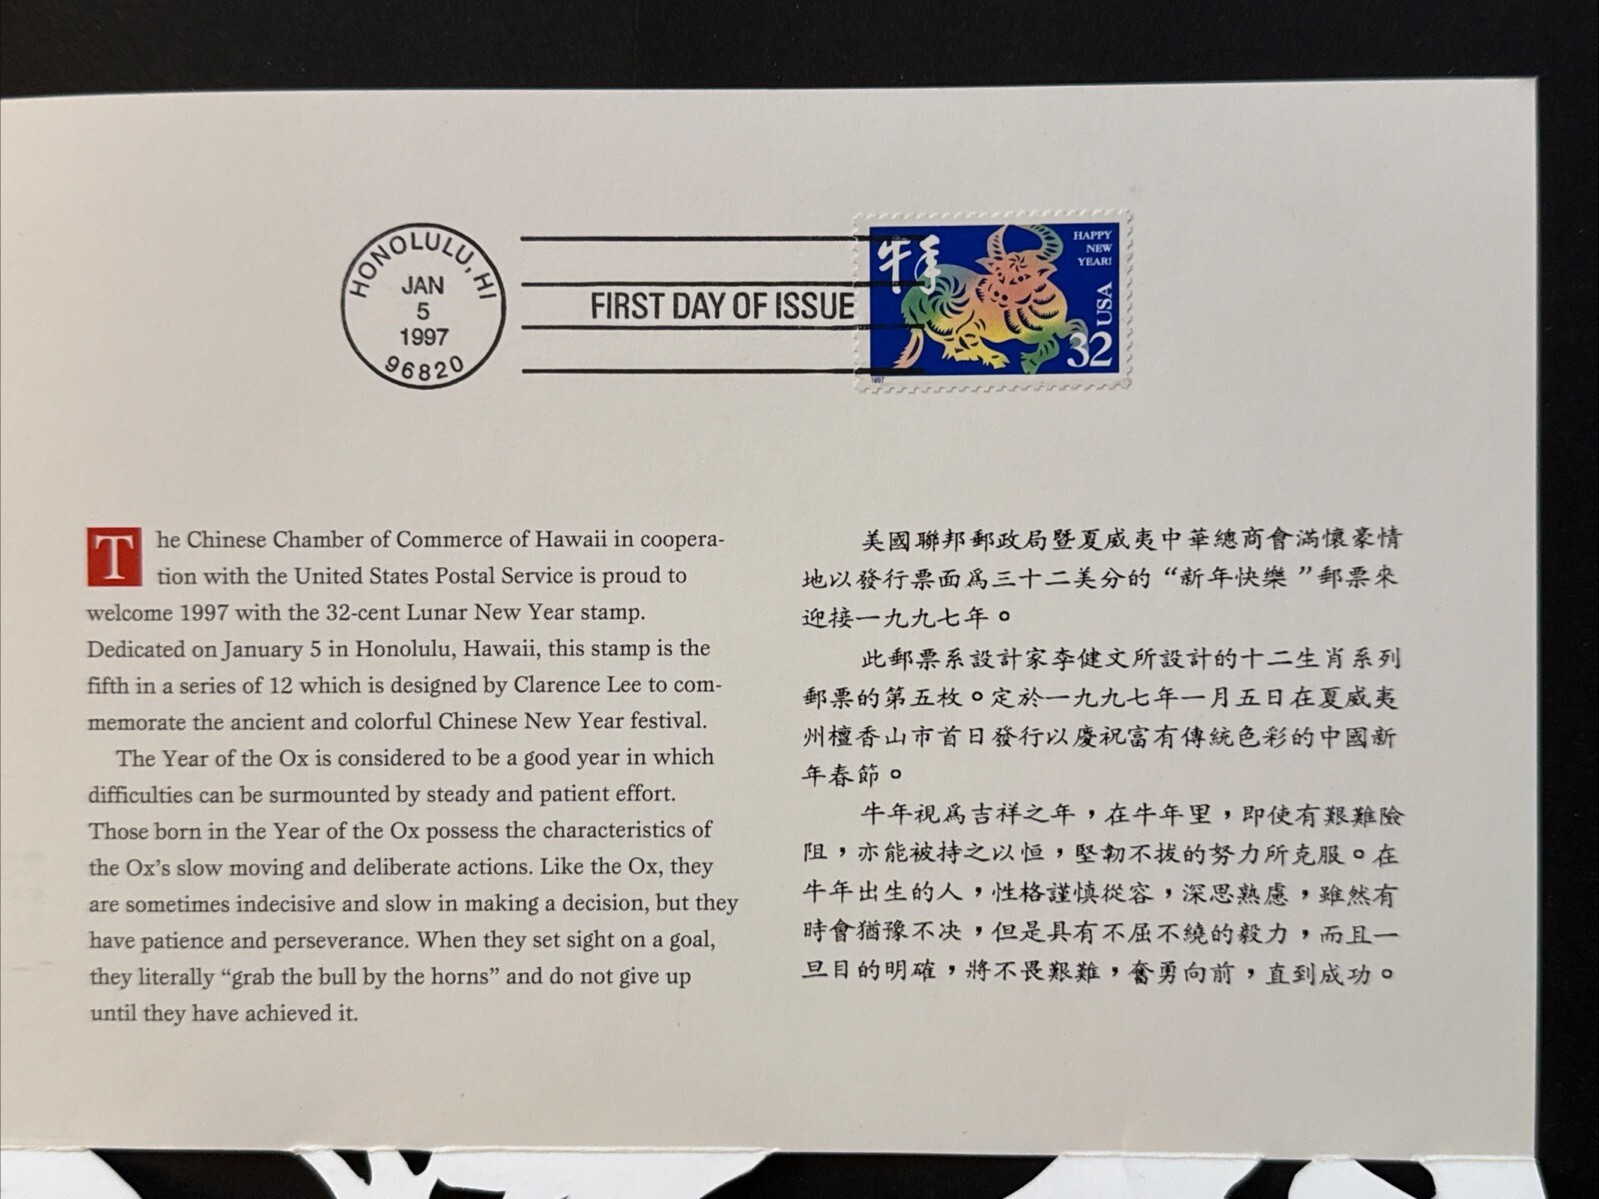 HONOLULU, HI
JAN
5
1997
96820
FIRST DAY OF ISSUE
牛年
HAPPY
NEW
YEAR!
USA
32
1997
The Chinese Chamber of Commerce of Hawaii in coopera-
tion with the United States Postal Service is proud to
welcome 1997 with the 32-cent Lunar New Year stamp.
Dedicated on January 5 in Honolulu, Hawaii, this stamp is the
fifth in a series of 12 which is designed by Clarence Lee to com-
memorate the ancient and colorful Chinese New Year festival.
The Year of the Ox is considered to be a good year in which
difficulties can be surmounted by steady and patient effort.
Those born in the Year of the Ox possess the characteristics of
the Ox's slow moving and deliberate actions. Like the Ox, they
are sometimes indecisive and slow in making a decision, but they
have patience and perseverance. When they set sight on a goal,
they literally “grab the bull by the horns” and do not give up
until they have achieved it.
美國聯邦郵政局暨夏威夷中華總商會滿懷豪情
地以發行票面爲三十二美分的“新年快樂”郵票來
迎接一九九七年。
此郵票系設計家李健文所設計的十二生肖系列
郵票的第五枚。定於一九九七年一月五日在夏威夷
州檀香山市首日發行以慶祝富有傳統色彩的中國新
年春節。
牛年視爲吉祥之年，在牛年里，即使有艱難險
阻，亦能被持之以恒，堅韌不拔的努力所克服。在
牛年出生的人，性格謹慎從容，深思熟慮，雖然有
時會猶豫不决，但是具有不屈不繞的毅力，而且一
旦目的明確，將不畏艱難，奮勇向前，直到成功。